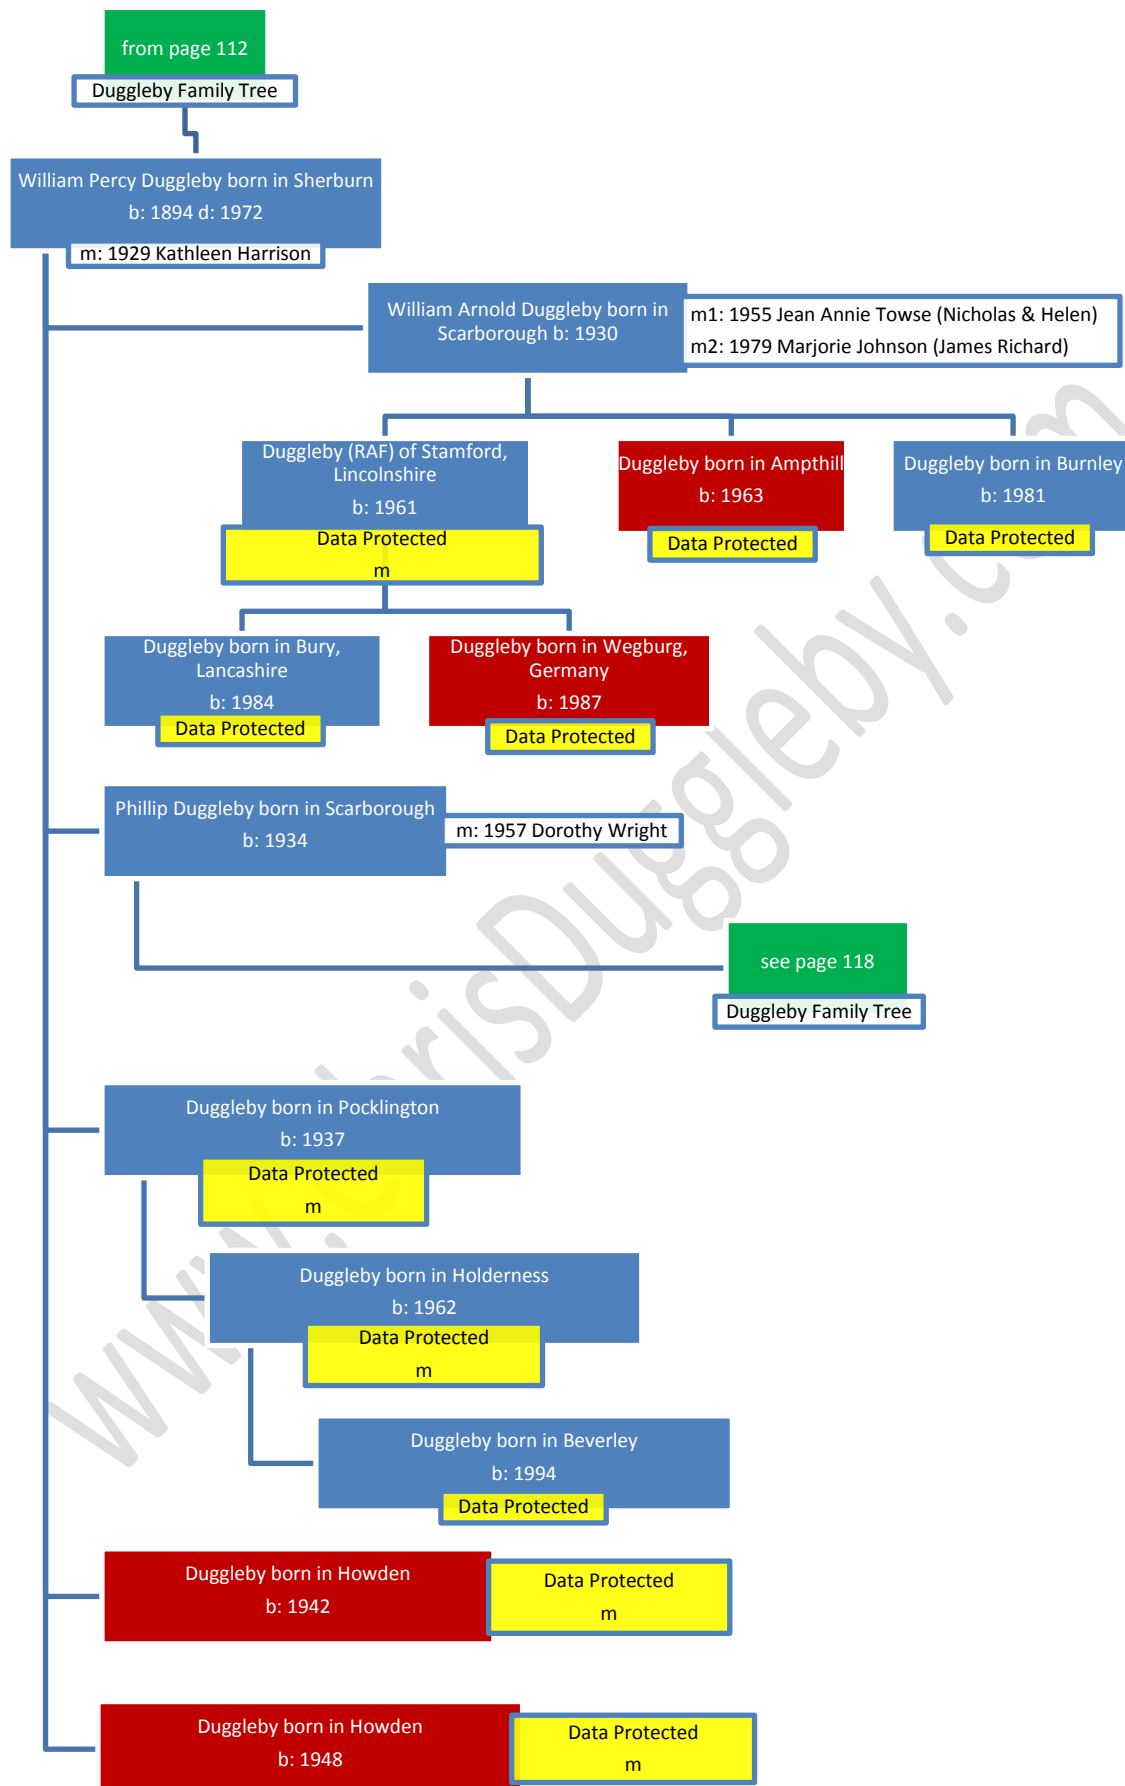 from page 112
Duggleby Family Tree
William Percy Duggleby born in Sherburn
b: 1894 d: 1972
m: 1929 Kathleen Harrison
William Arnold Duggleby born in
Scarborough b: 1930
m1: 1955 Jean Annie Towse (Nicholas & Helen)
m2: 1979 Marjorie Johnson (James Richard)
Duggleby (RAF) of Stamford,
Lincolnshire
b: 1961
Data Protected
m
Duggleby born in Ampthill
b: 1963
Data Protected
Duggleby born in Burnley
b: 1981
Data Protected
Duggleby born in Bury,
Lancashire
b: 1984
Data Protected
Duggleby born in Wegburg,
Germany
b: 1987
Data Protected
Phillip Duggleby born in Scarborough
b: 1934
m: 1957 Dorothy Wright
see page 118
Duggleby Family Tree
Duggleby born in Pocklington
b: 1937
Data Protected
m
Duggleby born in Holderness
b: 1962
Data Protected
m
Duggleby born in Beverley
b: 1994
Data Protected
Duggleby born in Howden
b: 1942
Data Protected
m
Duggleby born in Howden
b: 1948
Data Protected
m
www.ChrisDuggleby.com